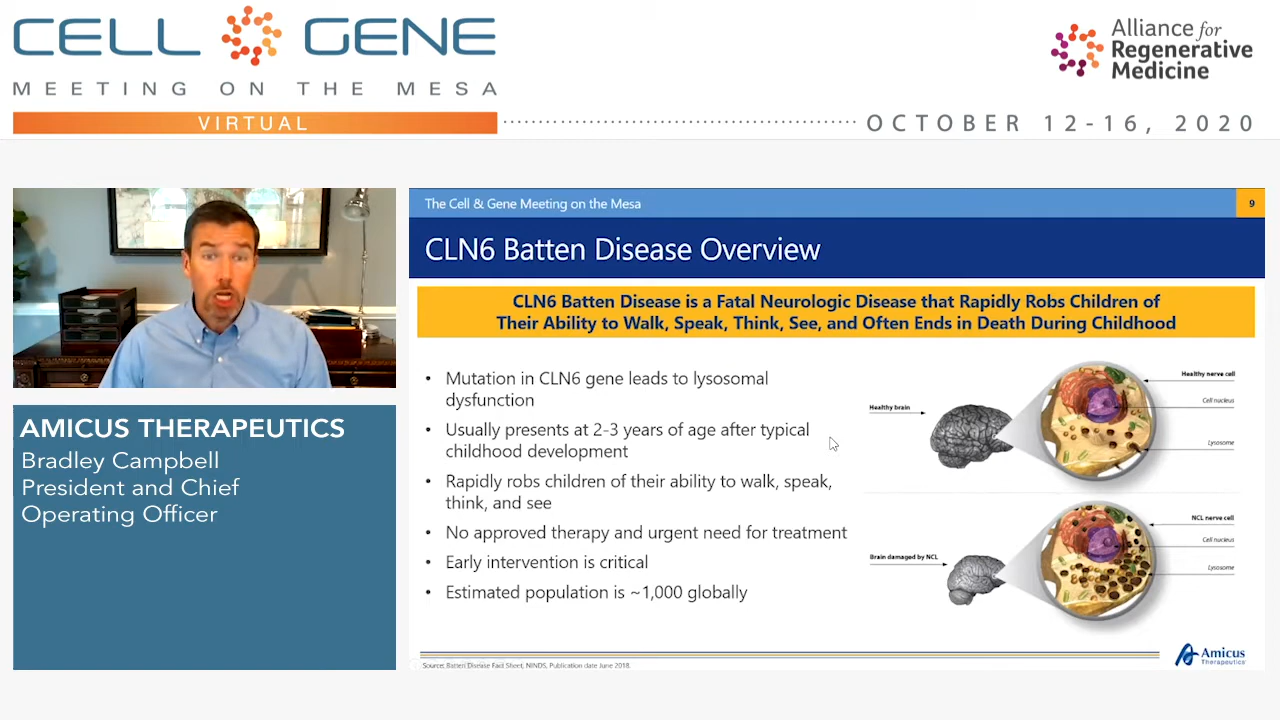 CELL GENE
MEETING ON THE MESA
VIRTUAL
Alliance for
Regenerative
Medicine
OCTOBER 12-16, 2020
AMICUS THERAPEUTICS
Bradley Campbell
President and Chief
Operating Officer
The Cell & Gene Meeting on the Mesa
9
CLN6 Batten Disease Overview
CLN6 Batten Disease is a Fatal Neurologic Disease that Rapidly Robs Children of
Their Ability to Walk, Speak, Think, See, and Often Ends in Death During Childhood
• Mutation in CLN6 gene leads to lysosomal
dysfunction
• Usually presents at 2-3 years of age after typical
childhood development
• Rapidly robs children of their ability to walk, speak,
think, and see
• No approved therapy and urgent need for treatment
• Early intervention is critical
• Estimated population is ~1,000 globally
Healthy brain
Healthy nerve cell
Cell nucleus
Lysosome
Brain damaged by NCL
NCL nerve cell
Cell nucleus
Lysosome
Source: Batten Disease Fact Sheet, NINDS, Publication date June 2018.
Amicus
Therapeutics